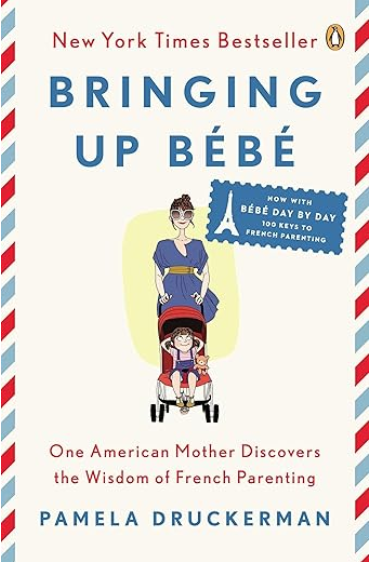 New York Times Bestseller
BRINGING
UP BÉBÉ
NOW WITH
BÉBÉ DAY BY DAY
100 KEYS TO
FRENCH PARENTING
One American Mother Discovers
the Wisdom of French Parenting
PAMELA DRUCKERMAN